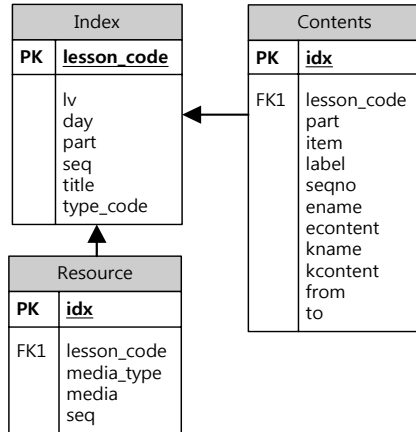 Index
PK lesson_code
lv
day
part
seq
title
type_code
Contents
PK idx
FK1 lesson_code
part
item
label
seqno
ename
econtent
kname
kcontent
from
to
Resource
PK idx
FK1 lesson_code
media_type
media
seq